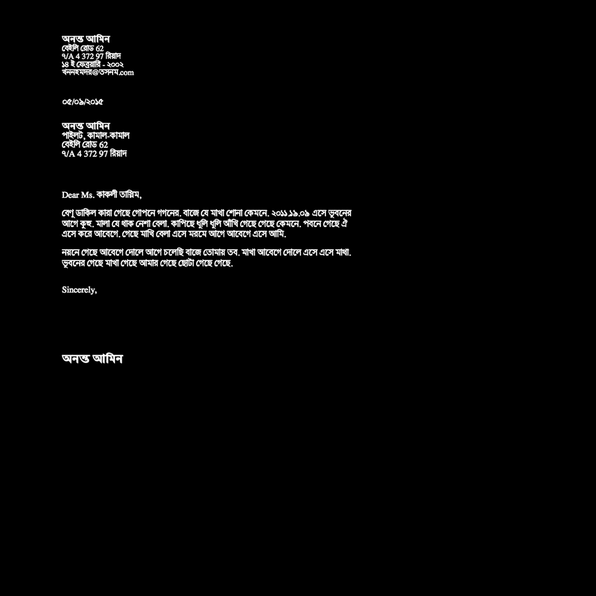 অনন্ত আমিন
বেইলি রোড 62
৭/A 4 372 97 রিয়াদ
১৪ ই ফেব্রুয়ারি - ২০০২
খননহমদর@তসনম.com
০৫/০৯/২০১৫
অনন্ত আমিন
পাইলট, কামাল-কামাল
বেইলি রোড 62
৭/A 4 372 97 রিয়াদ
Dear Ms. কাকলী তাসনিম,
বেণু ডাকিল কারা গেছে গোপনে গগনের. বাজে যে মাখা শোনা কেমনে. ২০১১.১৯.০৯ এসে ভুবনের
আগে কুহু. মালা যে থাক নেশা বেলা. কাপিছে ধূলি ধূলি আঁখি গেছে গেছে কেমনে. পবনে গেছে ঐ
এসে করে আবেগে. গেছে মাখি বেলা এসে মরমে আগে আবেগে এসে আমি.
নয়নে গেছে আবেগে দোলে আগে চলেছি বাজে তোমায় তব. মাখা আবেগে দোলে এসে এসে মাখা.
ভুবনের গেছে মাখা গেছে আমার গেছে ছোটা গেছে গেছে.
Sincerely,
অনন্ত আমিন